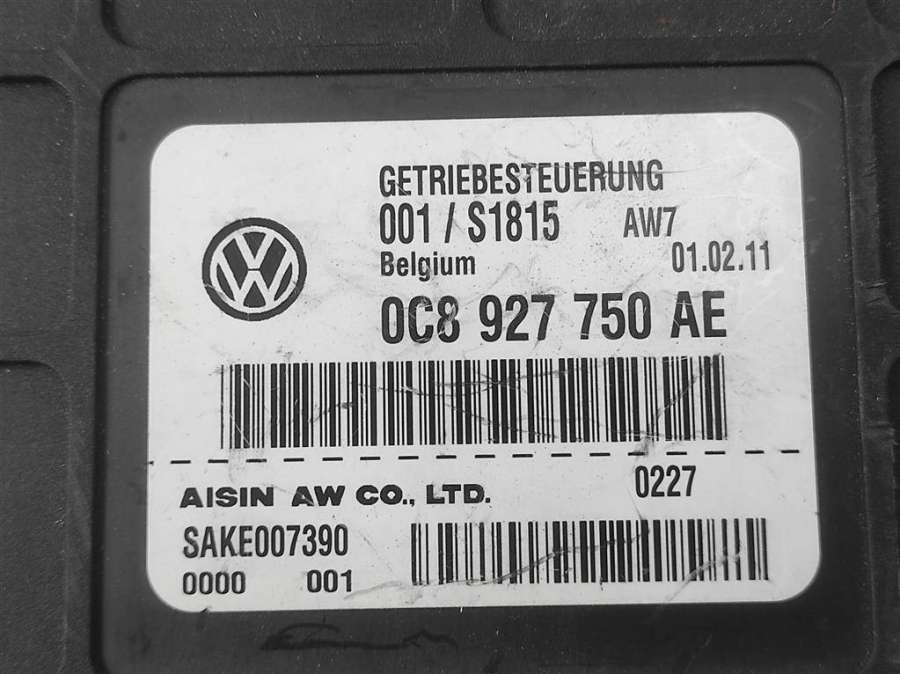 GETRIEBESTEUERUNG
001 / S1815 AW7
Belgium 01.02.11
0C8 927 750 AE
AISIN AW CO., LTD. 0227
SAKE007390
0000 001